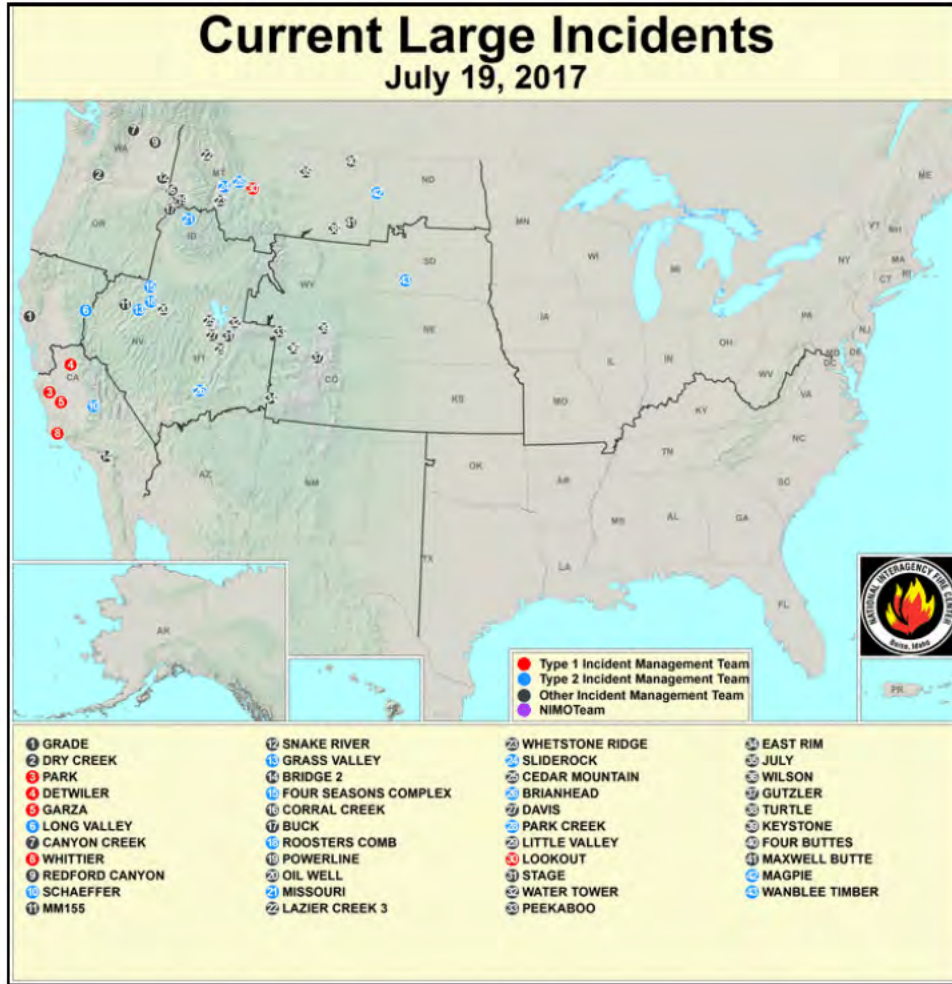 Current Large Incidents
July 19, 2017
WA
OR
CA
NV
ID
MT
UT
AZ
WY
CO
NM
ND
SD
NE
KS
OK
TX
MN
IA
MO
AR
LA
WI
IL
MS
MI
IN
KY
TN
AL
OH
WV
GA
FL
SC
NC
VA
PA
NY
MD
DC
DE
NJ
CT
RI
MA
VT
NH
ME
AK
PR
NATIONAL INTERAGENCY FIRE CENTER
Boise, Idaho
Type 1 Incident Management Team
Type 2 Incident Management Team
Other Incident Management Team
NIMOTeam
1 GRADE
2 DRY CREEK
3 PARK
4 DETWILER
5 GARZA
6 LONG VALLEY
7 CANYON CREEK
8 WHITTIER
9 REDFORD CANYON
10 SCHAEFFER
11 MM155
12 SNAKE RIVER
13 GRASS VALLEY
14 BRIDGE 2
15 FOUR SEASONS COMPLEX
16 CORRAL CREEK
17 BUCK
18 ROOSTERS COMB
19 POWERLINE
20 OIL WELL
21 MISSOURI
22 LAZIER CREEK 3
23 WHETSTONE RIDGE
24 SLIDEROCK
25 CEDAR MOUNTAIN
26 BRIANHEAD
27 DAVIS
28 PARK CREEK
29 LITTLE VALLEY
30 LOOKOUT
31 STAGE
32 WATER TOWER
33 PEEKABOO
34 EAST RIM
35 JULY
36 WILSON
37 GUTZLER
38 TURTLE
39 KEYSTONE
40 FOUR BUTTES
41 MAXWELL BUTTE
42 MAGPIE
43 WANBLEE TIMBER